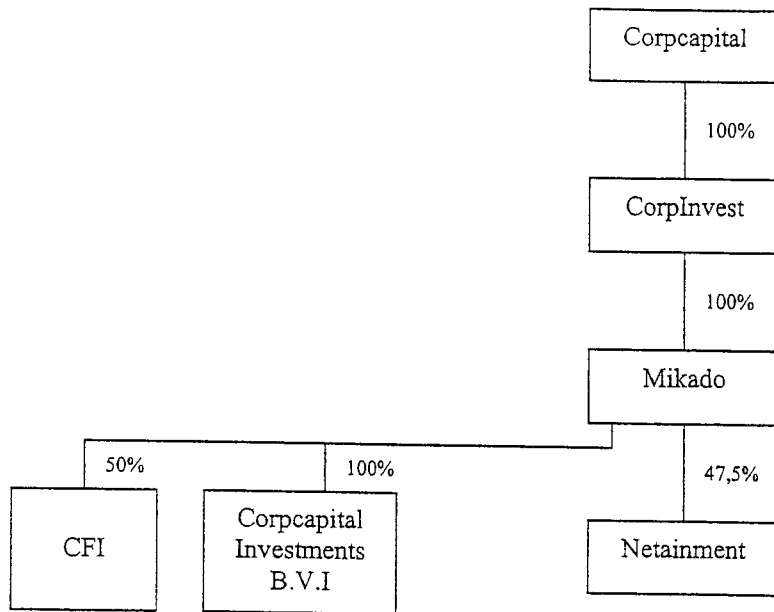 Corpcapital
100%
CorpInvest
100%
Mikado
50%
100%
47,5%
CFI
Corpcapital
Investments
B.V.I
Netainment